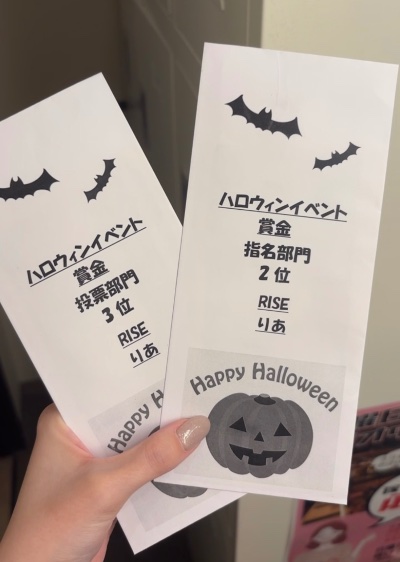 ハロウィンイベント
賞金
投票部門
3位
RISE
りあ
Happy H
ハロウィンイベント
賞金
指名部門
2位
RISE
りあ
Happy Halloween